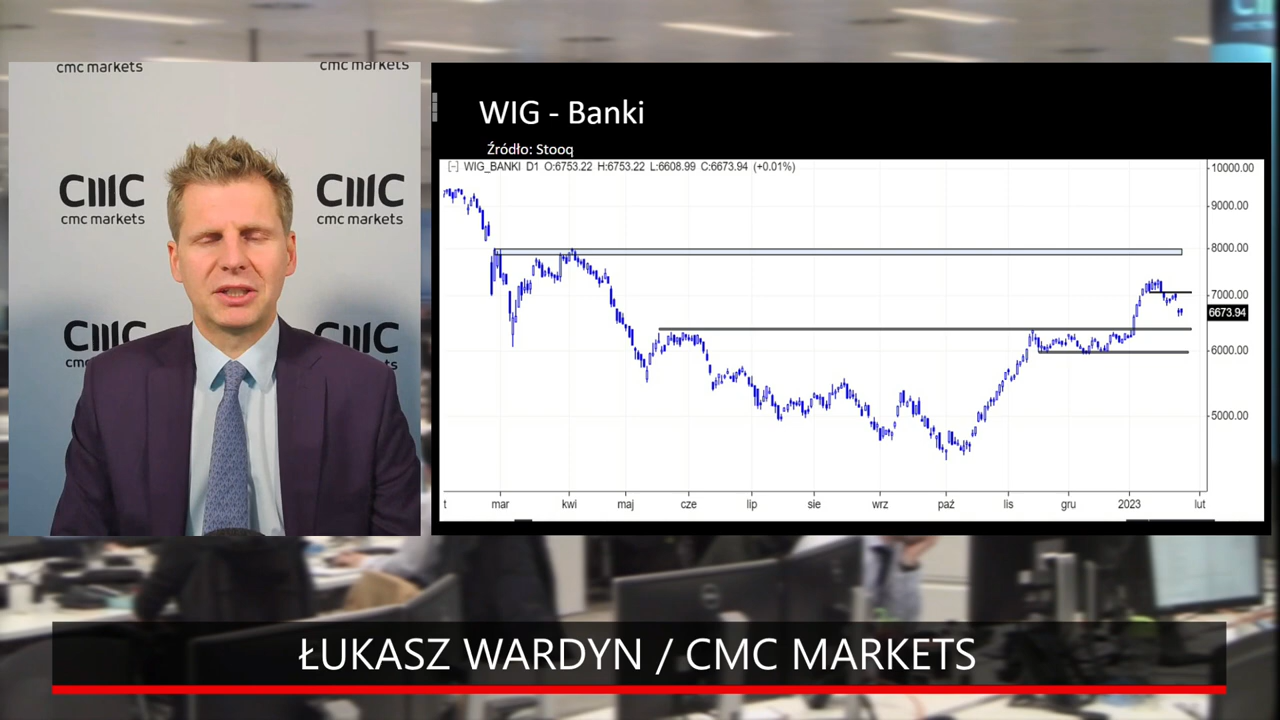 cmc markets
cmc markets
CMC
cmc markets
CMC
cmc markets
CMC
CMC
WIG - Banki
Źródło: Stooq
[-] WIG_BANKI D1 O:6753.22 H:6753.22 L:6608.99 C:6673.94 (+0.01%)
10000.00
9000.00
8000.00
7000.00
6673.94
6000.00
5000.00
t mar kwi maj cze lip sie wrz paź lis gru 2023 lut
ŁUKASZ WARDYN / CMC MARKETS